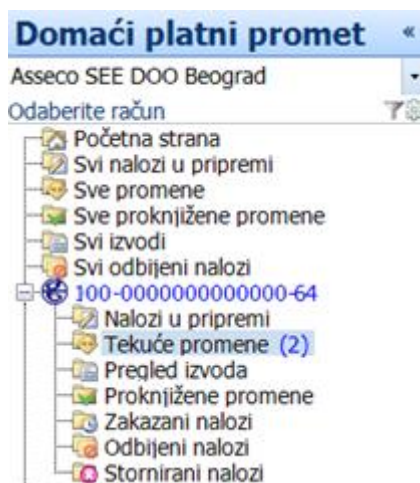 Domaći platni promet «
Asseco SEE DOO Beograd
Odaberite račun
Početna strana
Svi nalozi u pripremi
Sve promene
Sve proknjižene promene
Svi izvodi
Svi odbijeni nalozi
100-0000000000000-64
Nalozi u pripremi
Tekuće promene (2)
Pregled izvoda
Proknjižene promene
Zakazani nalozi
Odbijeni nalozi
Stornirani nalozi